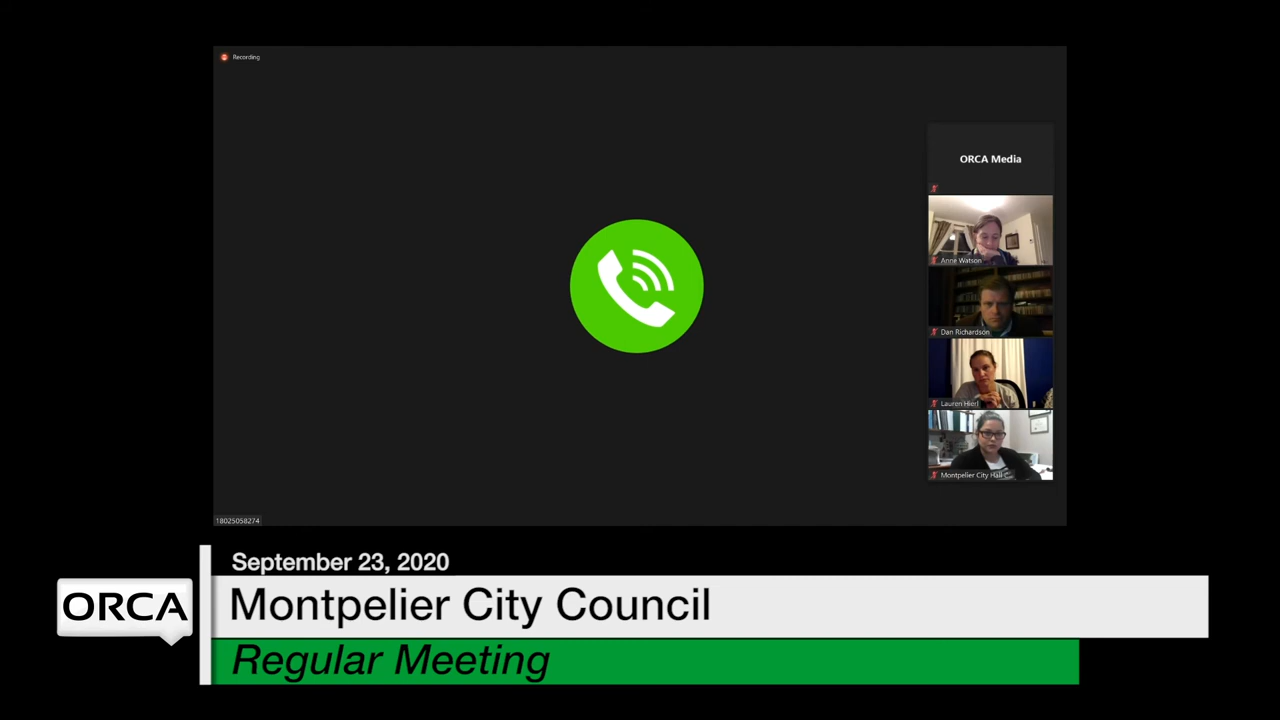 Recording
ORCA Media
Anne Watson
Dan Richardson
Lauren Hierl
Montpelier City Hall
18025058274
September 23, 2020
ORCA
Montpelier City Council
Regular Meeting